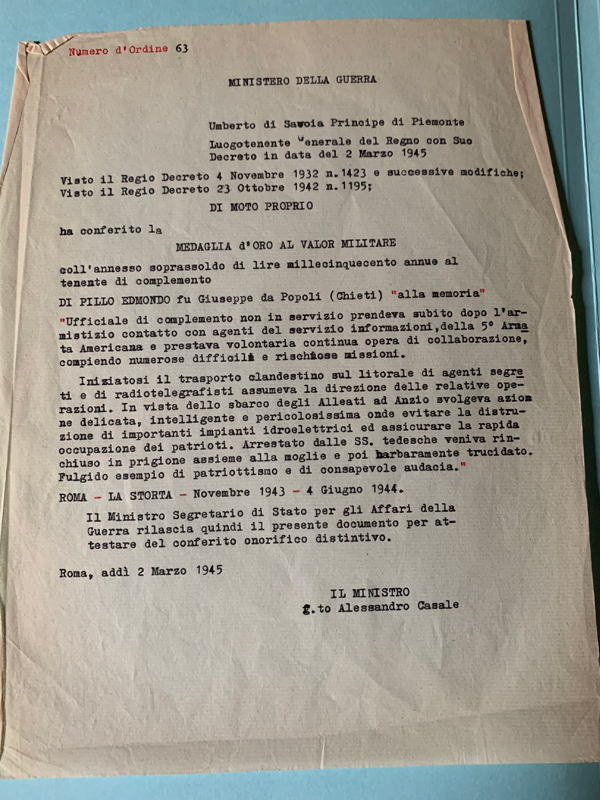 Numero d'Ordine 63
MINISTERO DELLA GUERRA
Umberto di Savoia Principe di Piemonte
Luogotenente Generale del Regno con Suo
Decreto in data del 2 Marzo 1945
Visto il Regio Decreto 4 Novembre 1932 n.1423 e successive modifiche;
Visto il Regio Decreto 23 Ottobre 1942 n.1195;
DI MOTO PROPRIO
ha conferito la
MEDAGLIA d'ORO AL VALOR MILITARE
coll'annesso soprassoldo di lire millecinquecento annue al
tenente di complemento
DI PILLO EDMONDO fu Giuseppe da Popoli (Chieti) "alla memoria"
"Ufficiale di complemento non in servizio prendeva subito dopo l'ar-
mistizio contatto con agenti del servizio informazioni,della 5° Arma
ta Americana e prestava volontaria continua opera di collaborazione,
compiendo numerose difficili e rischiose missioni.
Iniziatosi il trasporto clandestino sul litorale di agenti segre
ti e di radiotelegrafisti assumeva la direzione delle relative ope-
razioni. In vista dello sbarco degli Alleati ad Anzio svolgeva azion
ne delicata, intelligente e pericolosissima onde evitare la distru-
zione di importanti impianti idroelettrici ed assicurare la rapida
occupazione dei patrioti. Arrestato dalle SS. tedesche veniva rin-
chiuso in prigione assieme alla moglie e poi barbaramente trucidato.
Fulgido esempio di patriottismo e di consapevole audacia."
ROMA - LA STORTA - Novembre 1943 - 4 Giugno 1944.
Il Ministro Segretario di Stato per gli Affari della
Guerra rilascia quindi il presente documento per at-
testare del conferito onorifico distintivo.
Roma, addì 2 Marzo 1945
IL MINISTRO
f.to Alessandro Casale